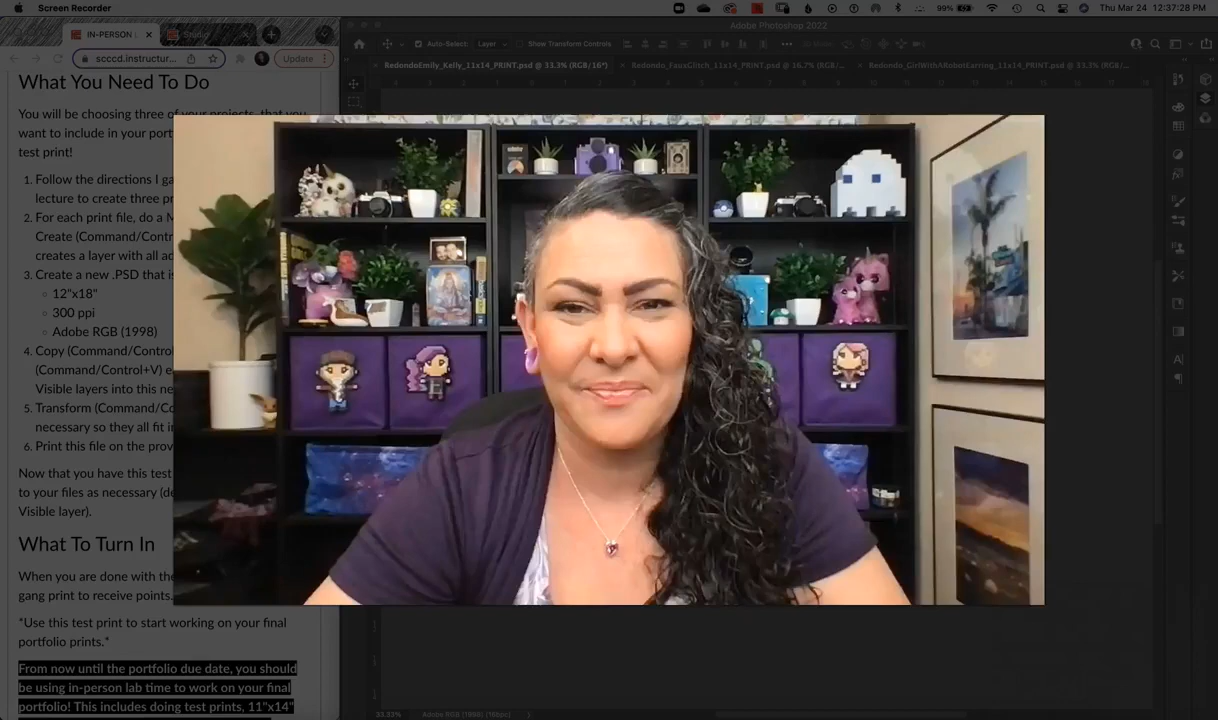 Screen Recorder
99%
Thu Mar 24 12:37:28 PM
Adobe Photoshop 2022
IN-PERSON L
Studio
scccd.instructur...
Update
Auto-Select:
Layer
Show Transform Controls
RedondoEmily_Kelly_11x14_PRINT.psd @ 33.3% (RGB/16*)
Redondo_FauxGlitch_11x14_PRINT.psd @ 16.7% (RGB/...
Redondo_GirlWithARobotEarring_11x14_PRINT.psd @ 33.3% (RGB/...
What You Need To Do
You will be choosing three of your projects, that you
want to include in your port
test print!
1. Follow the directions I ga
lecture to create three pr
2. For each print file, do a M
Create (Command/Contr
creates a layer with all ac
3. Create a new .PSD that is
12"x18"
300 ppi
Adobe RGB (1998)
4. Copy (Command/Control
(Command/Control+V) e
Visible layers into this ne
5. Transform (Command/Co
necessary so they all fit i
6. Print this file on the prov
Now that you have this test
to your files as necessary (de
Visible layer).
What To Turn In
When you are done with the
gang print to receive points.
*Use this test print to start working on your final
portfolio prints.*
From now until the portfolio due date, you should
be using in-person lab time to work on your final
portfolio! This includes doing test prints, 11"x14"
33.33%
Adobe RGB (1998) (16bpc)